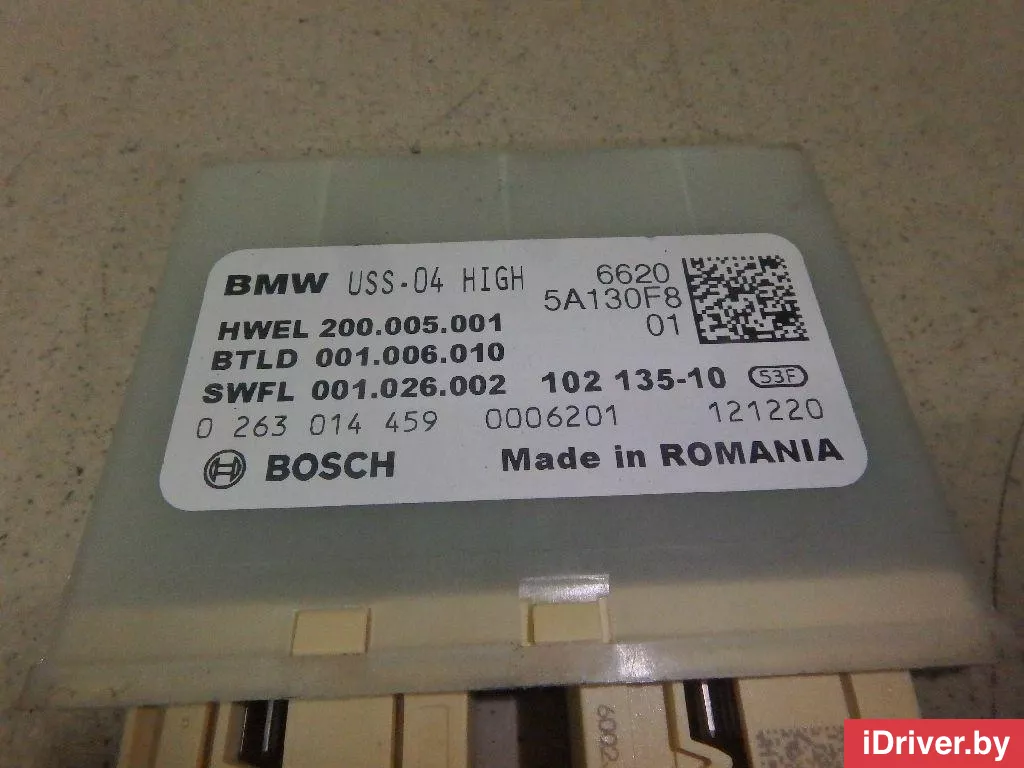 BMW USS-04 HIGH
6620
5A130F8
01
HWEL 200.005.001
BTLD 001.006.010
SWFL 001.026.002 102 135-10 S3F
0 263 014 459 0006201 121220
BOSCH Made in ROMANIA
iDriver.by